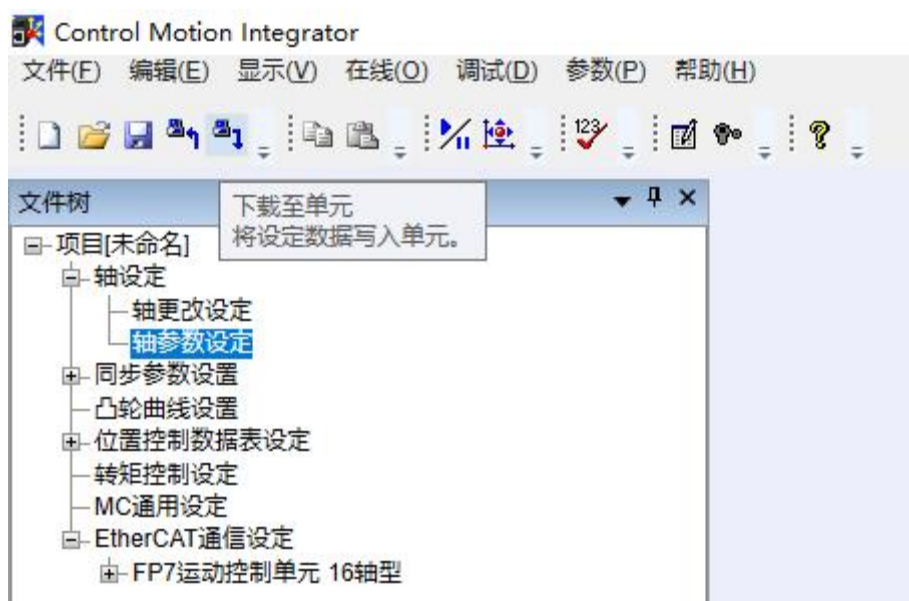 Control Motion Integrator
文件(F) 编辑(E) 显示(V) 在线(O) 调试(D) 参数(P) 帮助(H)
123
文件树
下载至单元
将设定数据写入单元。
项目[未命名]
轴设定
轴更改设定
轴参数设定
同步参数设置
凸轮曲线设置
位置控制数据表设定
转矩控制设定
MC通用设定
EtherCAT通信设定
FP7运动控制单元 16轴型